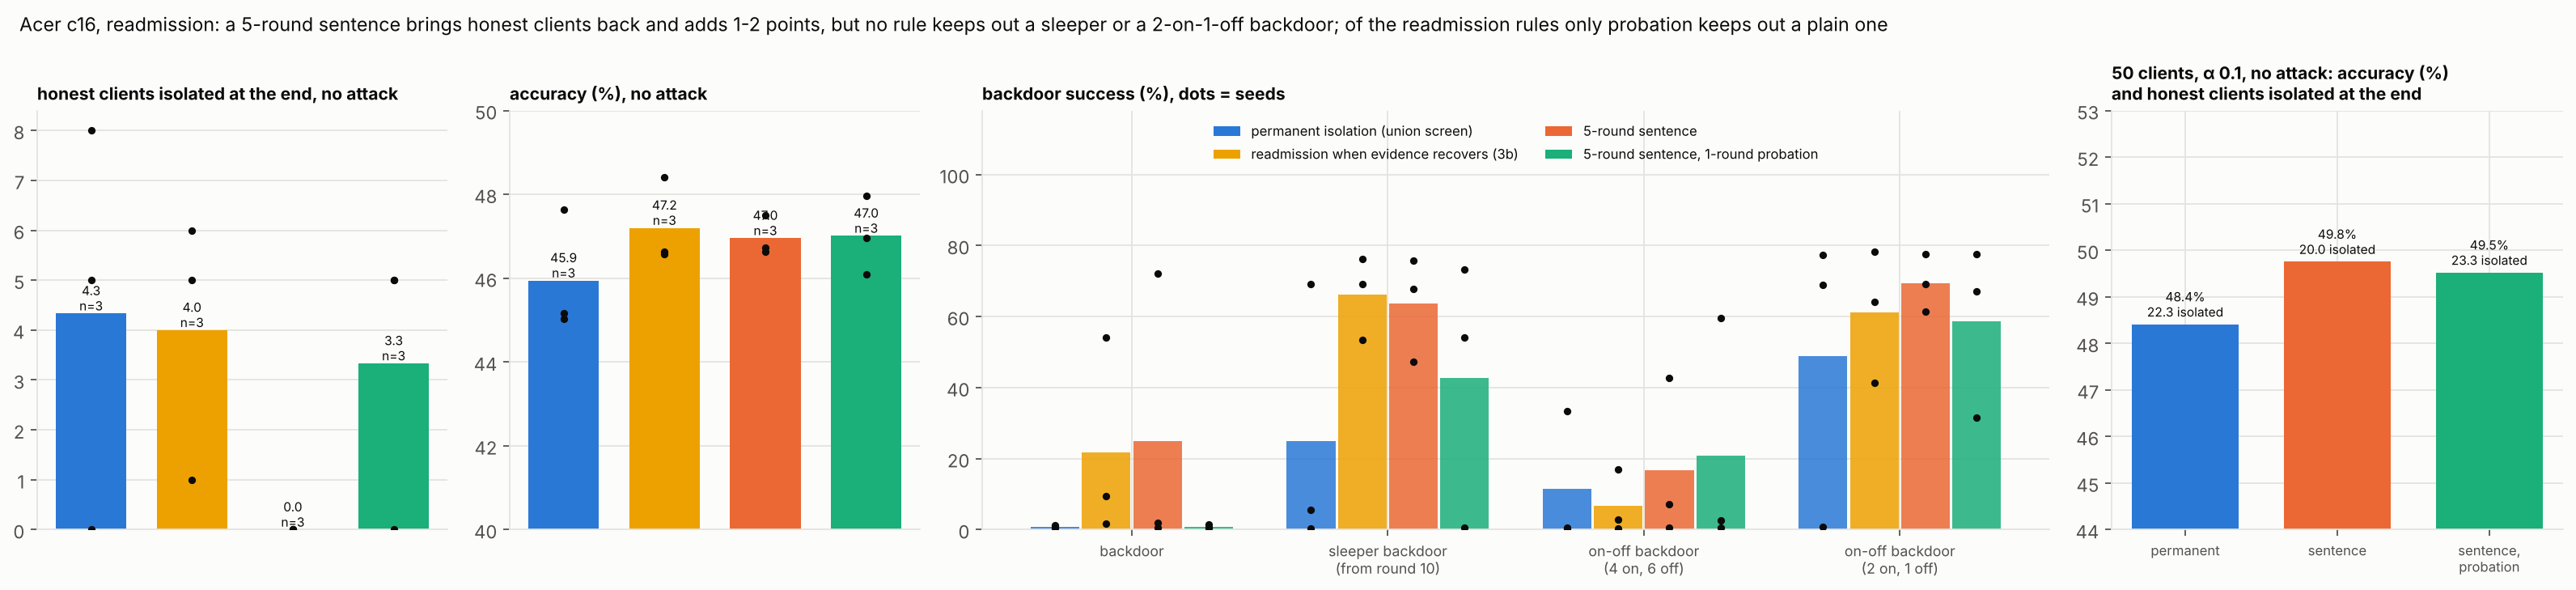 Acer c16, readmission: a 5-round sentence brings honest clients back and adds 1-2 points, but no rule keeps out a sleeper or a 2-on-1-off backdoor; of the readmission rules only probation keeps out a plain one
honest clients isolated at the end, no attack
8
7
6
5
4
3
2
1
0
4.3
n=3
4.0
n=3
0.0
n=3
3.3
n=3
accuracy (%), no attack
50
48
46
44
42
40
45.9
n=3
47.2
n=3
47.0
n=3
47.0
n=3
backdoor success (%), dots = seeds
permanent isolation (union screen)
readmission when evidence recovers (3b)
5-round sentence
5-round sentence, 1-round probation
100
80
60
40
20
0
backdoor
sleeper backdoor
(from round 10)
on-off backdoor
(4 on, 6 off)
on-off backdoor
(2 on, 1 off)
50 clients, α 0.1, no attack: accuracy (%)
and honest clients isolated at the end
53
52
51
50
49
48
47
46
45
44
48.4%
22.3 isolated
49.8%
20.0 isolated
49.5%
23.3 isolated
permanent
sentence
sentence,
probation